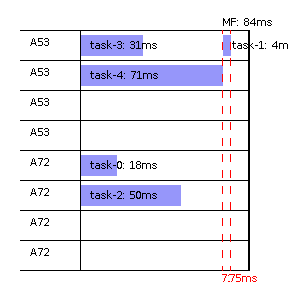 MF: 84ms
A53 task-3: 31ms task-1: 4m
A53 task-4: 71ms
A53
A53
A72 task-0: 18ms
A72 task-2: 50ms
A72
A72
7.75ms